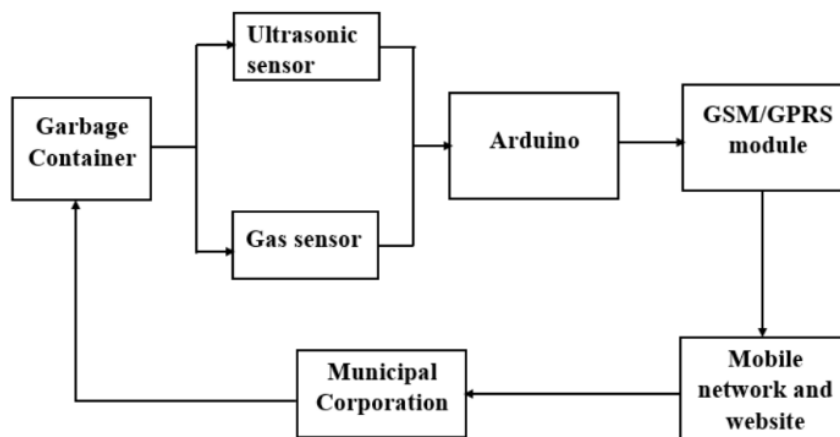 Ultrasonic
sensor
Garbage
Container
Arduino
GSM/GPRS
module
Gas sensor
Municipal
Corporation
Mobile
network and
website